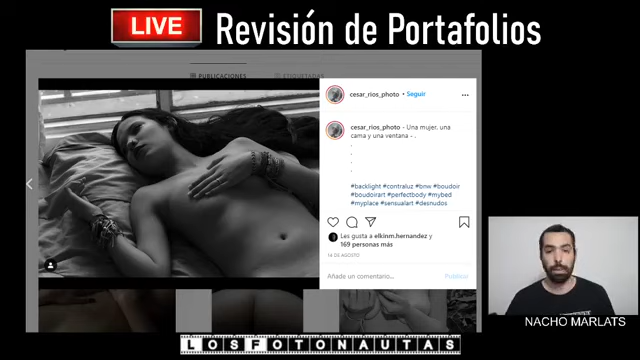 LIVE
Revisión de Portafolios
PUBLICACIONES
ETIQUETADAS
cesar_rios_photo • Seguir
...
cesar_rios_photo - Una mujer, una
cama y una ventana - .
.
.
.
.
#backlight #contraluz #bnw #boudoir
#boudoirart #perfectbody #mybed
#myplace #sensualart #desnudos
Les gusta a elkinm.hernandez y
169 personas más
14 DE AGOSTO
Añade un comentario...
Publicar
NACHO MARLATS
LOSFOTONAUTAS